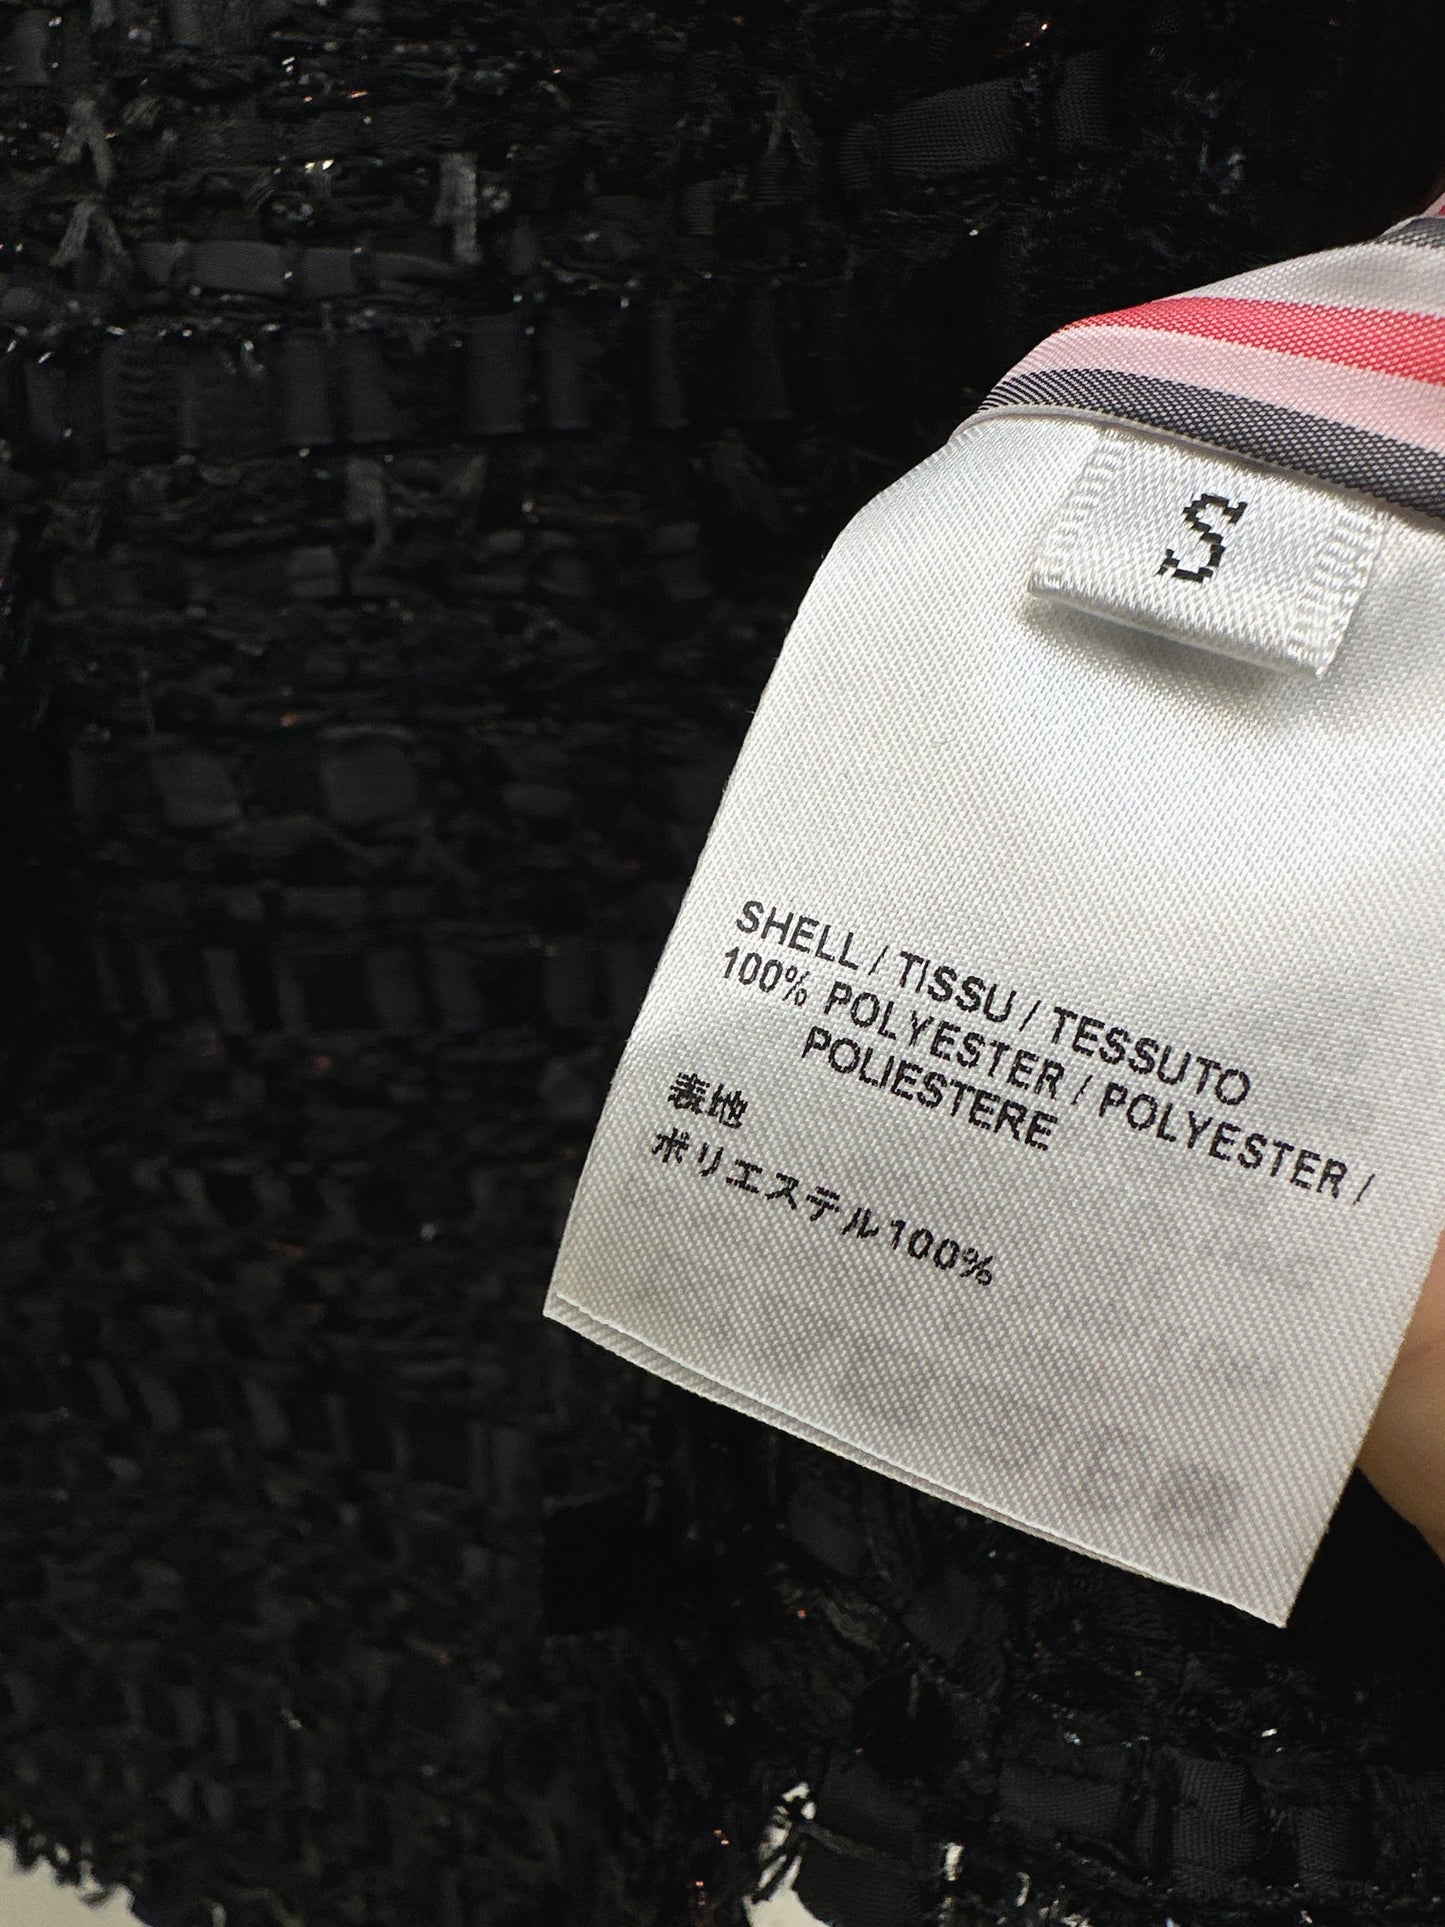 S
SHELL / TISSU / TESSUTO
100% POLYESTER / POLYESTER /
POLIESTERE
表地
ポリエステル100%